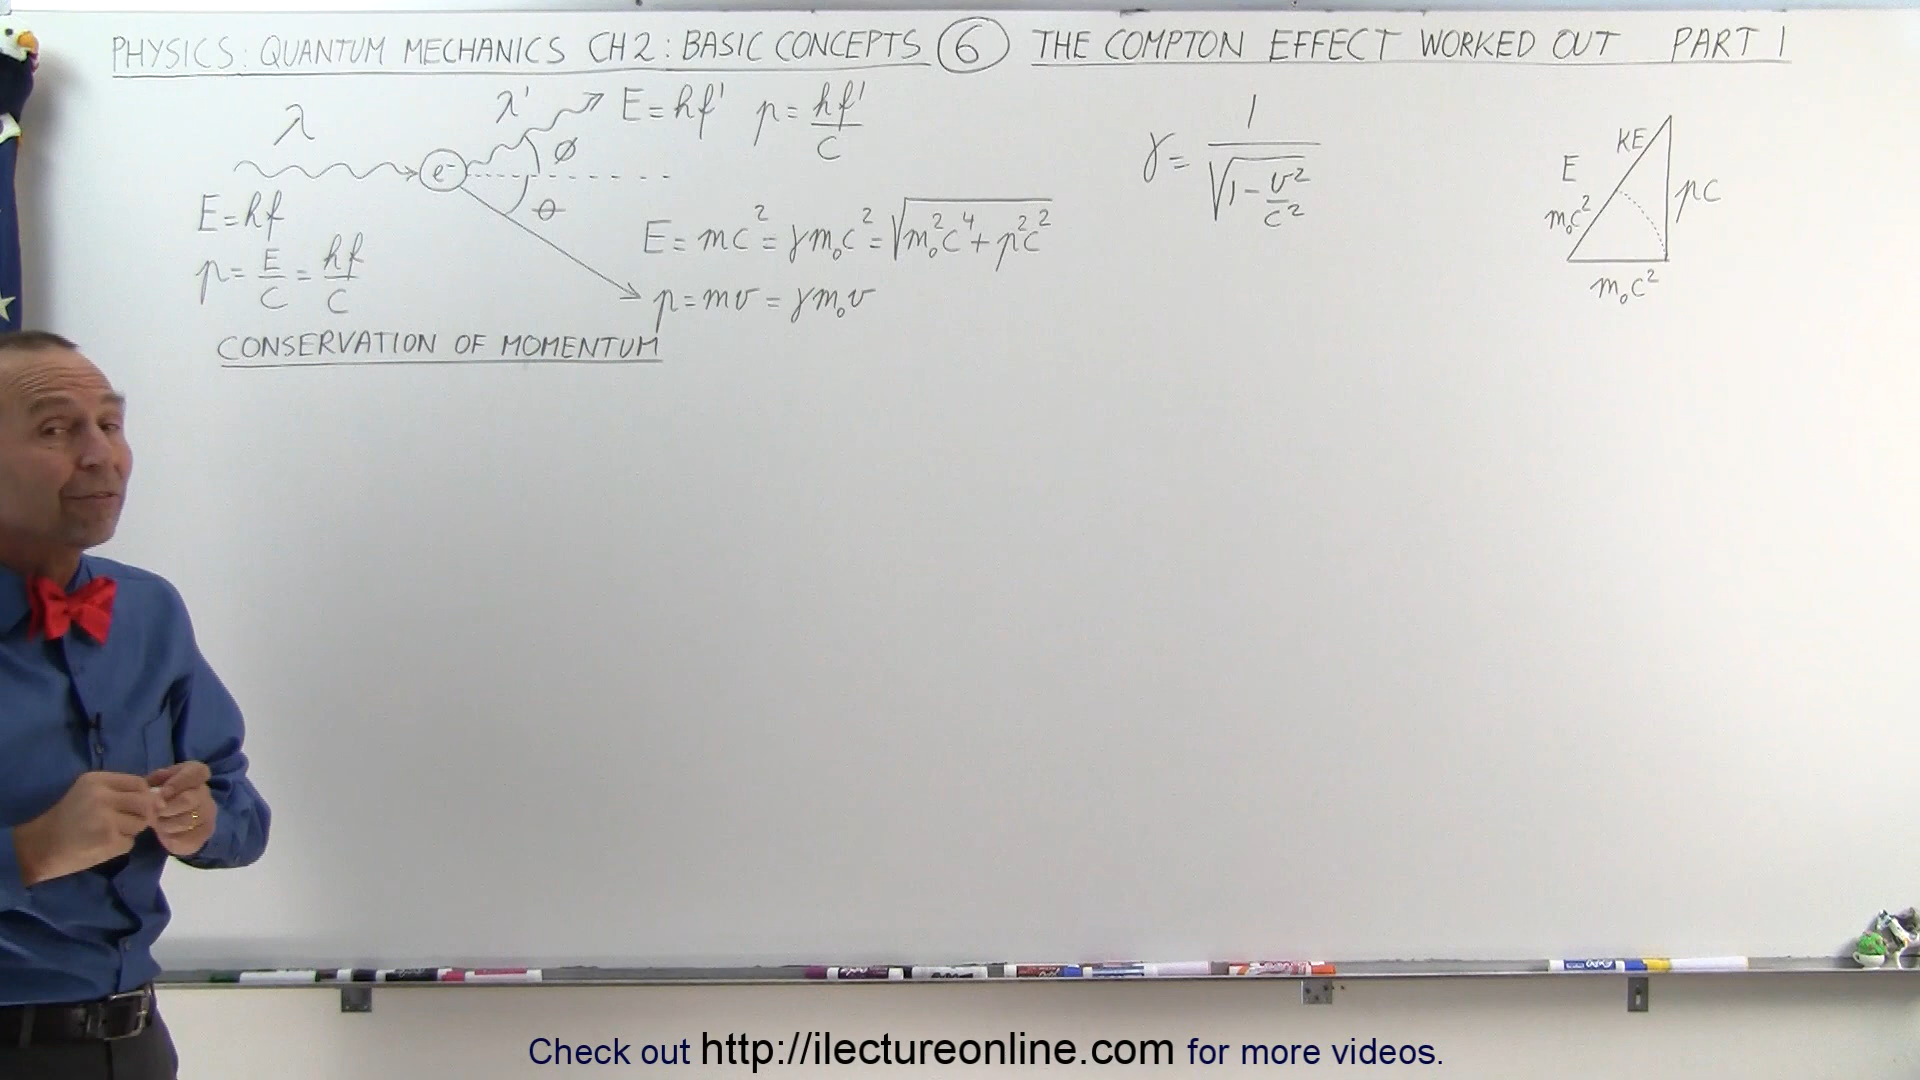 PHYSICS: QUANTUM MECHANICS CH 2: BASIC CONCEPTS 6 THE COMPTON EFFECT WORKED OUT PART 1
λ
λ'
E = hf' p = hf'/c
e⁻
φ
θ
E = hf
p = E/c = hf/c
E = mc² = γm₀c² = √(m₀²c⁴ + p²c²)
p = mv = γm₀v
γ = 1/√(1 - v²/c²)
KE
E
m₀c²
pc
m₀c²
CONSERVATION OF MOMENTUM
Check out http://ilectureonline.com for more videos.